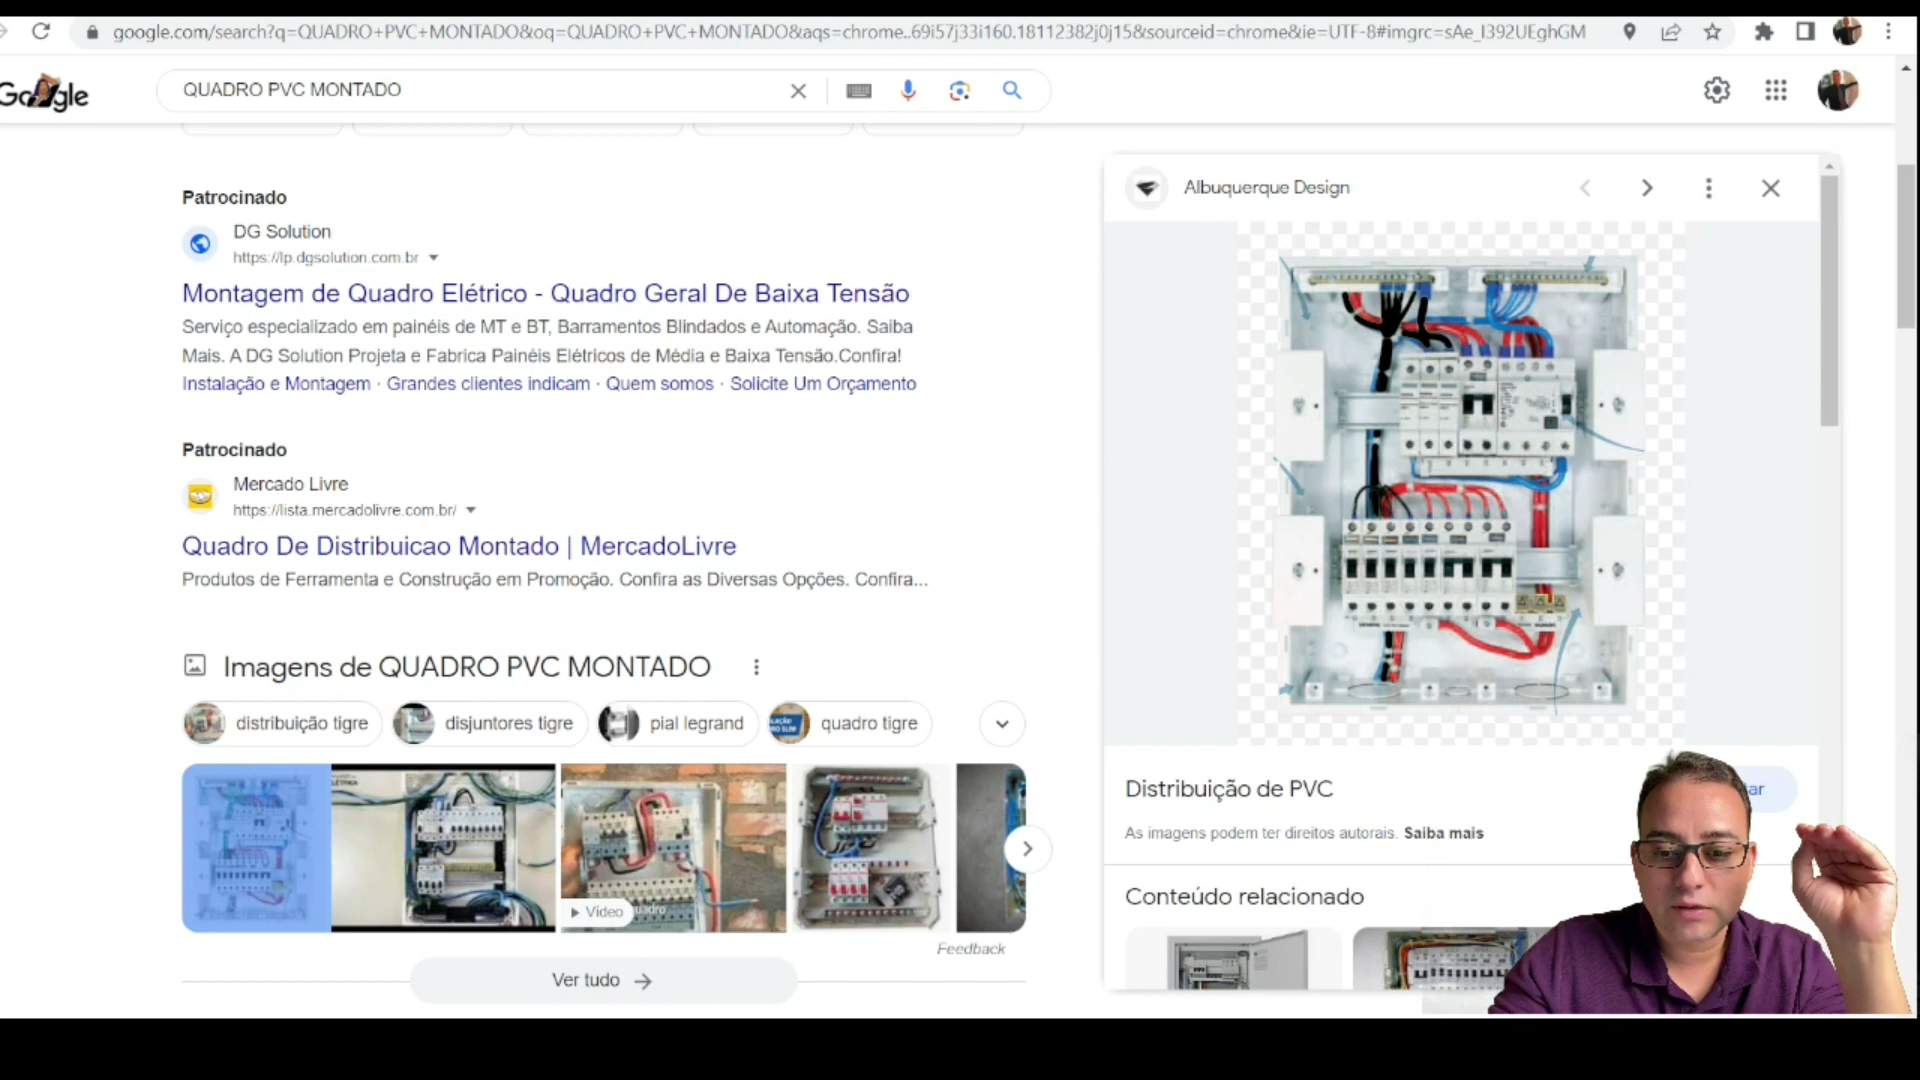 google.com/search?q=QUADRO+PVC+MONTADO&oq=QUADRO+PVC+MONTADO&aqs=chrome..69i57j33i160.18112382j0j15&sourceid=chrome&ie=UTF-8#imgrc=sAe_l392UEghGM
Google
QUADRO PVC MONTADO
Patrocinado
DG Solution
https://lp.dgsolution.com.br
Montagem de Quadro Elétrico - Quadro Geral De Baixa Tensão
Serviço especializado em painéis de MT e BT, Barramentos Blindados e Automação. Saiba
Mais. A DG Solution Projeta e Fabrica Painéis Elétricos de Média e Baixa Tensão.Confira!
Instalação e Montagem · Grandes clientes indicam · Quem somos · Solicite Um Orçamento
Patrocinado
Mercado Livre
https://lista.mercadolivre.com.br/
Quadro De Distribuicao Montado | MercadoLivre
Produtos de Ferramenta e Construção em Promoção. Confira as Diversas Opções. Confira...
Imagens de QUADRO PVC MONTADO
distribuição tigre
disjuntores tigre
pial legrand
quadro tigre
Vídeo
Feedback
Ver tudo
Albuquerque Design
Distribuição de PVC
As imagens podem ter direitos autorais. Saiba mais
Conteúdo relacionado